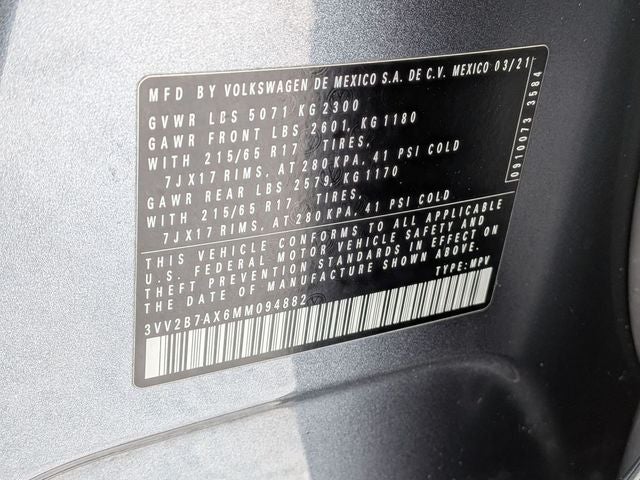 MFD BY VOLKSWAGEN DE MEXICO S.A. DE C.V. MEXICO 03/21
GVWR LBS 5071 KG 2300
GAWR FRONT LBS 2601, KG 1180
WITH 215/65 R17 TIRES,
7JX17 RIMS, AT 280 KPA, 41 PSI COLD
GAWR REAR LBS 2579, KG 1170
WITH 215/65 R17 TIRES,
7JX17 RIMS, AT 280 KPA, 41 PSI COLD
THIS VEHICLE CONFORMS TO ALL APPLICABLE
U.S. FEDERAL MOTOR VEHICLE SAFETY AND
THEFT PREVENTION STANDARDS IN EFFECT ON
THE DATE OF MANUFACTURE SHOWN ABOVE.
3VV2B7AX6MM094882 TYPE: MPV
0910073 3584